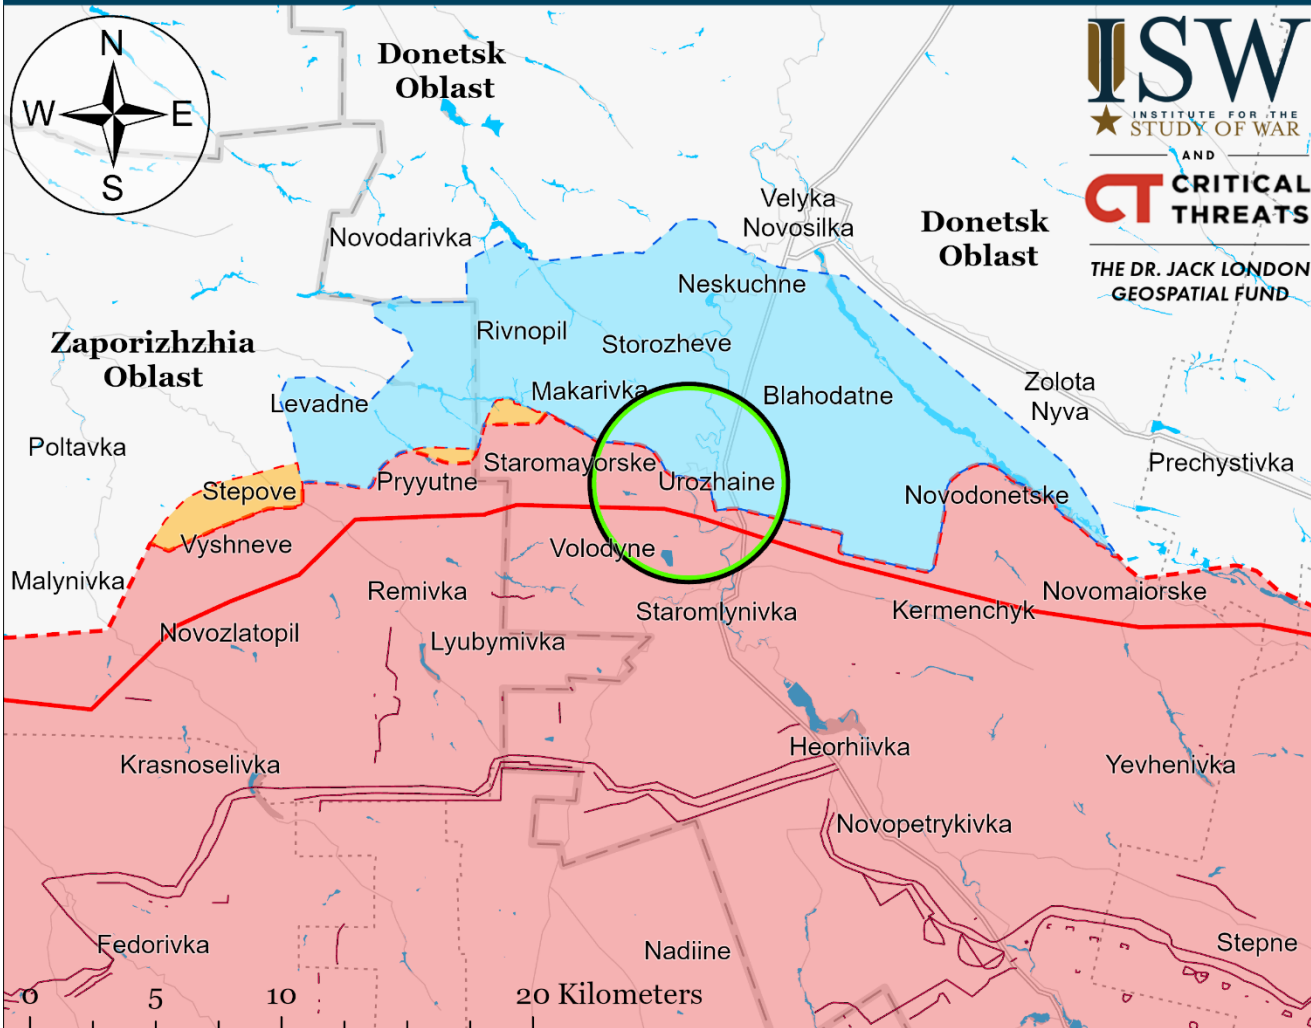 N
W
E
S
Donetsk
Oblast
ISW
INSTITUTE FOR THE
STUDY OF WAR
AND
CT CRITICAL
THREATS
THE DR. JACK LONDON
GEOSPATIAL FUND
Velyka
Novosilka
Donetsk
Oblast
Novodarivka
Neskuchne
Zaporizhzhia
Oblast
Rivnopil
Storozheve
Makarivka
Blahodatne
Zolota
Nyva
Levadne
Poltavka
Staromayorske
Prechystivka
Pryyutne
Urozhaine
Stepove
Novodonetske
Vyshneve
Volodyne
Malynivka
Remivka
Novomaiorske
Staromlynivka
Kermenchyk
Novozlatopil
Lyubymivka
Heorhiivka
Krasnoselivka
Yevhenivka
Novopetrykivka
Fedorivka
Nadiine
Stepne
0 5 10 20 Kilometers